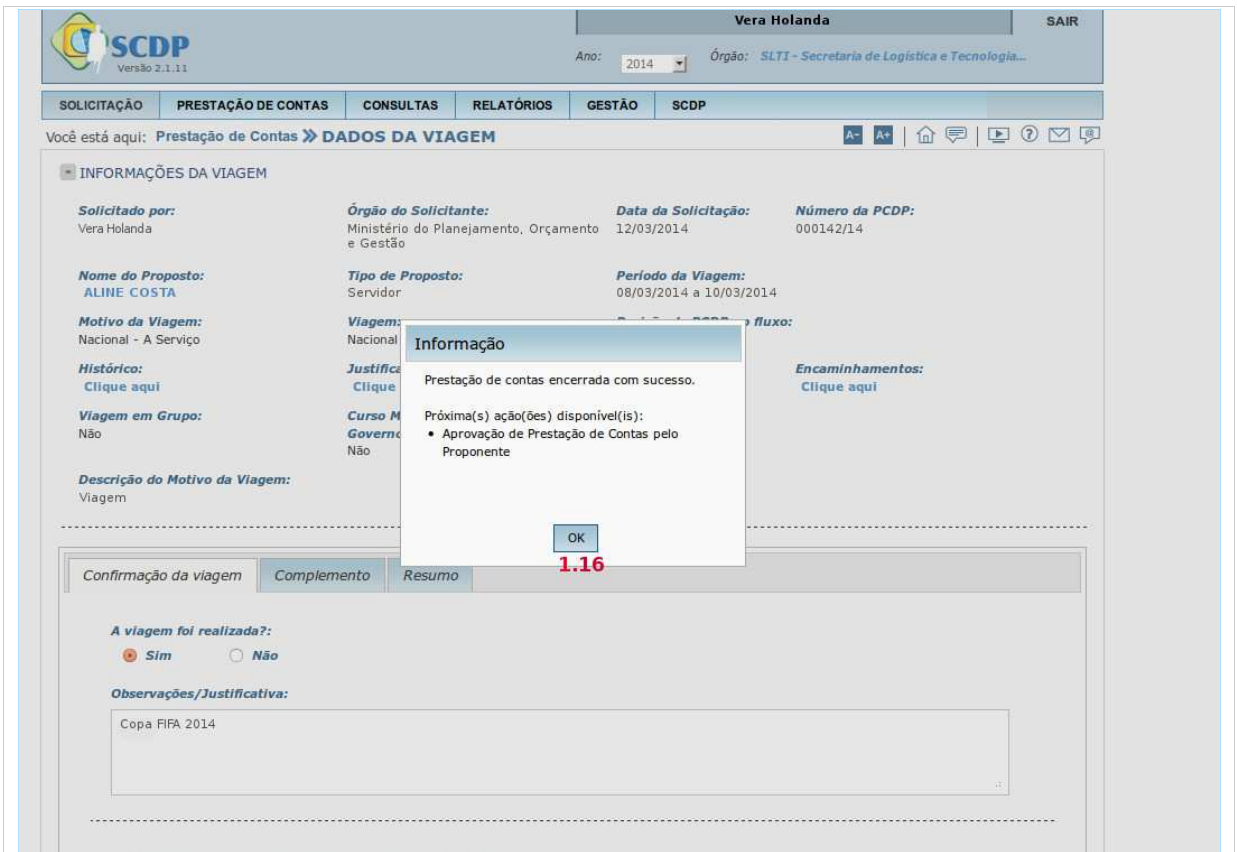 Vera Holanda
SAIR
SCDP
Versão 2.1.11
Ano: 2014 Órgão: SLTI - Secretaria de Logística e Tecnologia...
SOLICITAÇÃO PRESTAÇÃO DE CONTAS CONSULTAS RELATÓRIOS GESTÃO SCDP
Você está aqui: Prestação de Contas DADOS DA VIAGEM A- A+
INFORMAÇÕES DA VIAGEM
Solicitado por: Órgão do Solicitante: Data da Solicitação: Número da PCDP:
Vera Holanda Ministério do Planejamento, Orçamento 12/03/2014 000142/14
e Gestão
Nome do Proposto: Tipo de Proposto: Período da Viagem:
ALINE COSTA Servidor 08/03/2014 a 10/03/2014
Motivo da Viagem: Viagem: fluxo:
Nacional - A Serviço Nacional
Histórico: Justifica Encaminhamentos:
Clique aqui Clique Clique aqui
Viagem em Grupo: Curso M
Não Governo
Não
Descrição do Motivo da Viagem:
Viagem
Informação
Prestação de contas encerrada com sucesso.
Próxima(s) ação(ões) disponível(is):
• Aprovação de Prestação de Contas pelo
Proponente
OK
1.16
Confirmação da viagem Complemento Resumo
A viagem foi realizada?:
Sim Não
Observações/Justificativa:
Copa FIFA 2014